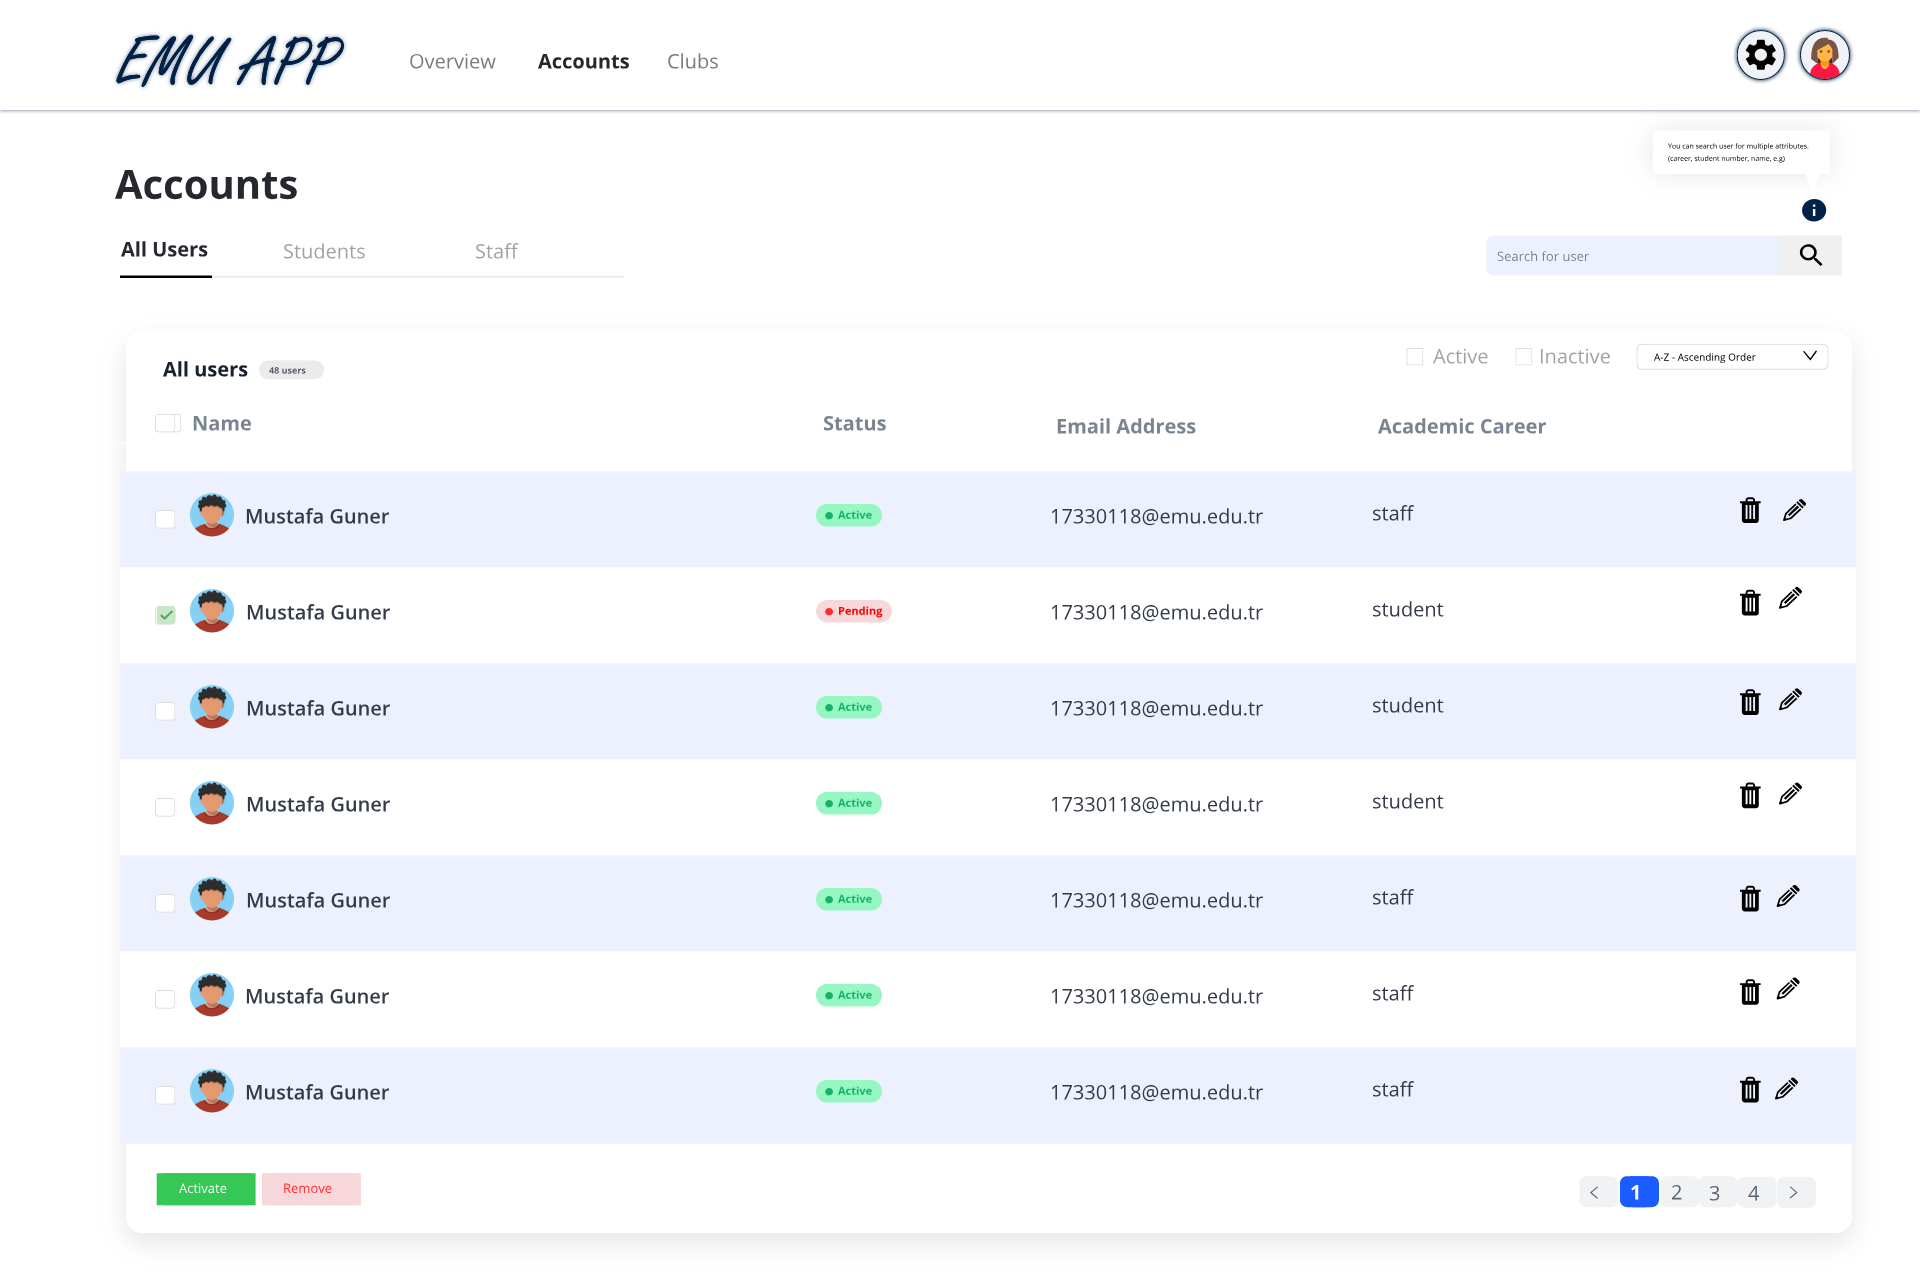 EMU APP
Overview Accounts Clubs
You can search user for multiple attributes.
(career, student number, name, e.g)
Accounts
All Users Students Staff
Search for user
All users 48 users
Active Inactive A-Z - Ascending Order
Name Status Email Address Academic Career
Mustafa Guner Active 17330118@emu.edu.tr staff
Mustafa Guner Pending 17330118@emu.edu.tr student
Mustafa Guner Active 17330118@emu.edu.tr student
Mustafa Guner Active 17330118@emu.edu.tr student
Mustafa Guner Active 17330118@emu.edu.tr staff
Mustafa Guner Active 17330118@emu.edu.tr staff
Mustafa Guner Active 17330118@emu.edu.tr staff
Activate Remove
< 1 2 3 4 >